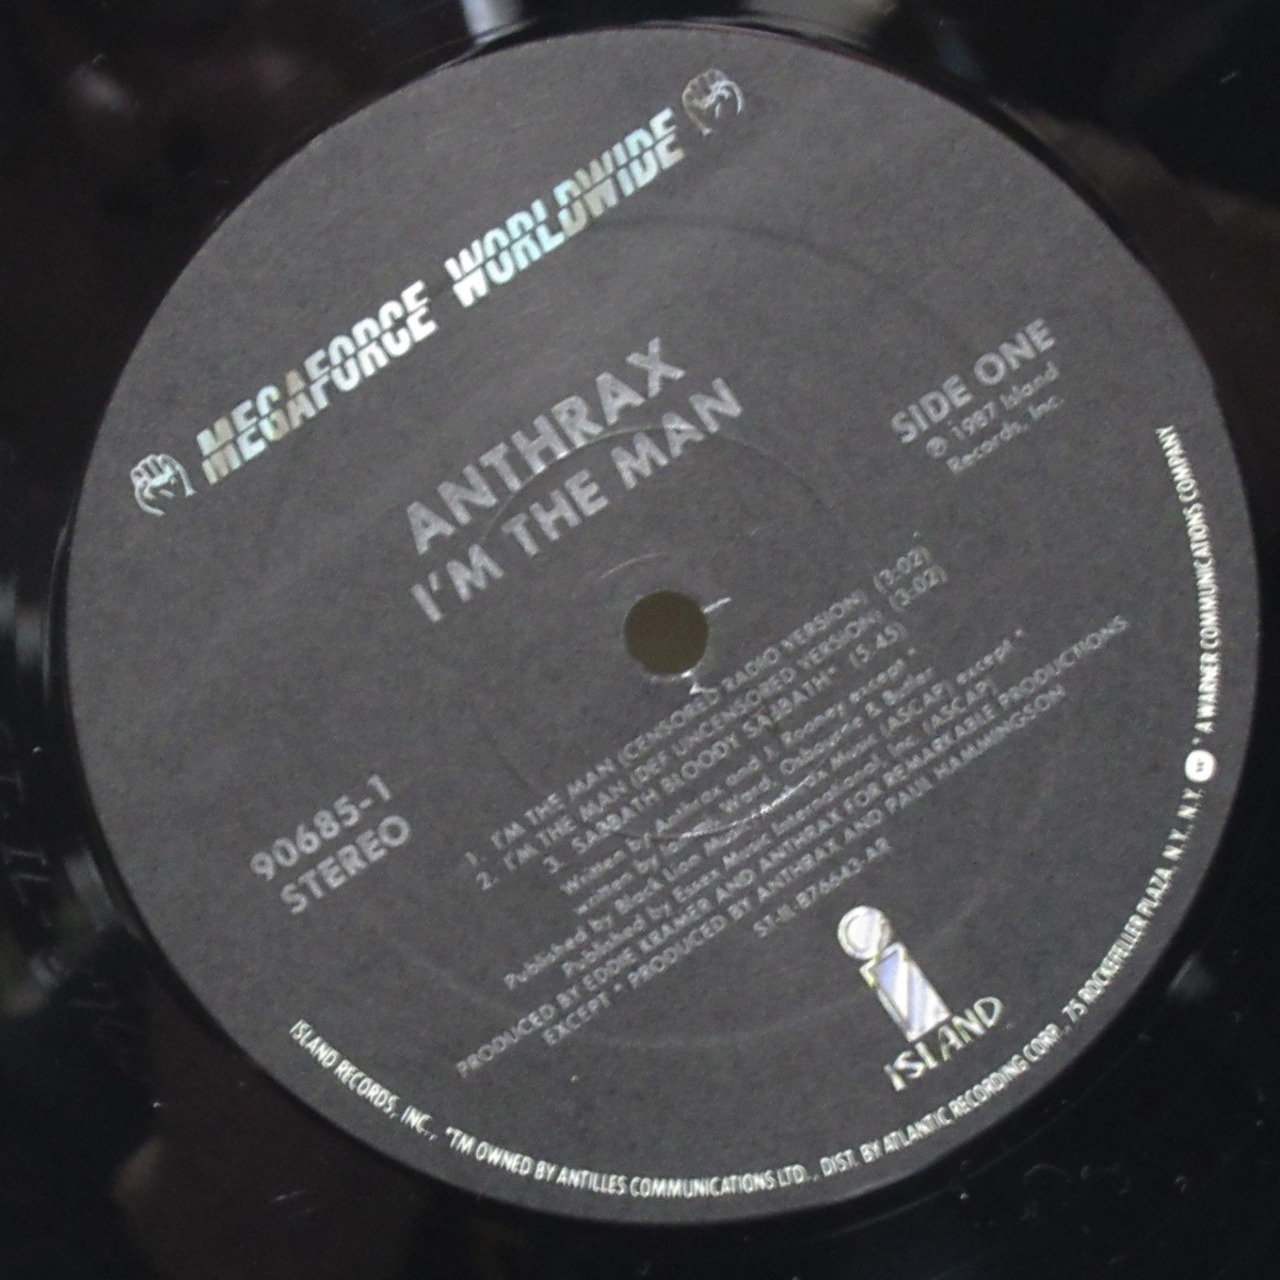 MEGAFORCE WORLDWIDE
ANTHRAX
I'M THE MAN
SIDE ONE
℗ 1987 Island
Records, Inc.
90685-1
STEREO
1. I'M THE MAN (CENSORED RADIO VERSION) (3:02)
2. I'M THE MAN (DEF UNCENSORED VERSION) (3:02)
3. SABBATH BLOODY SABBATH* (5:45)
Written by Anthrax and J. Rooney except *
written by Iommi, Ward, Osbourne & Butler
Published by Black Lion Music/Anthrax Music (ASCAP) except *
Published by Essex Music International, Inc. (ASCAP)
PRODUCED BY EDDIE KRAMER AND ANTHRAX FOR REMARKABLE PRODUCTIONS
EXCEPT * PRODUCED BY ANTHRAX AND PAUL HAMMINGSON
ST-IL-876643-AR
ISLAND
ISLAND RECORDS, INC., *TM OWNED BY ANTILLES COMMUNICATIONS LTD., DIST. BY ATLANTIC RECORDING CORP., 75 ROCKEFELLER PLAZA, N.Y., N.Y. W * A WARNER COMMUNICATIONS COMPANY